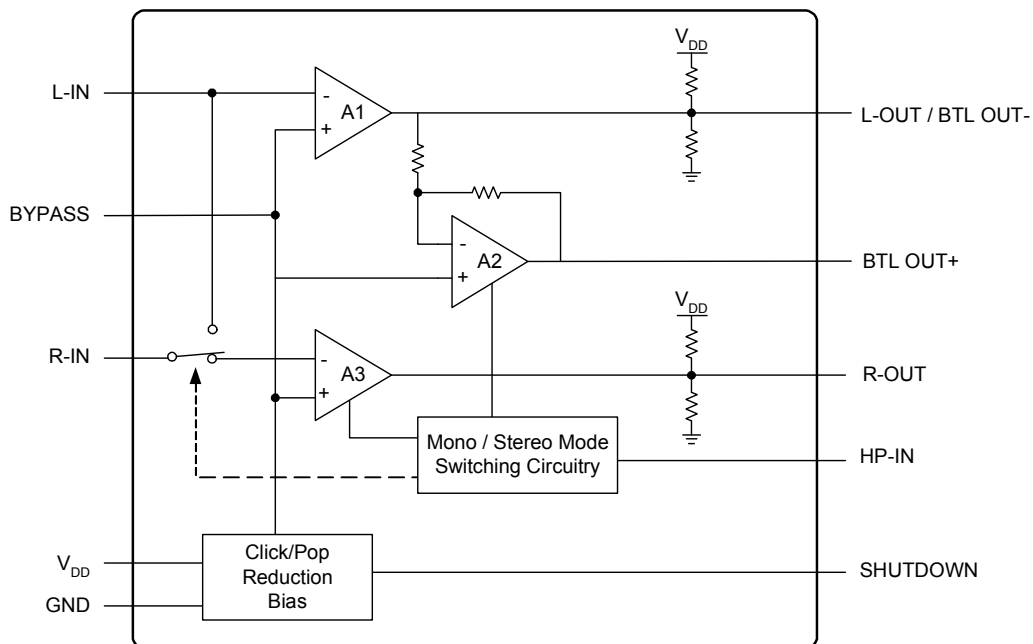 V_DD
L-IN
-
A1
+
L-OUT / BTL OUT-
BYPASS
-
A2
+
BTL OUT+
V_DD
R-IN
-
A3
+
R-OUT
Mono / Stereo Mode
Switching Circuitry
HP-IN
V_DD
GND
Click/Pop
Reduction
Bias
SHUTDOWN